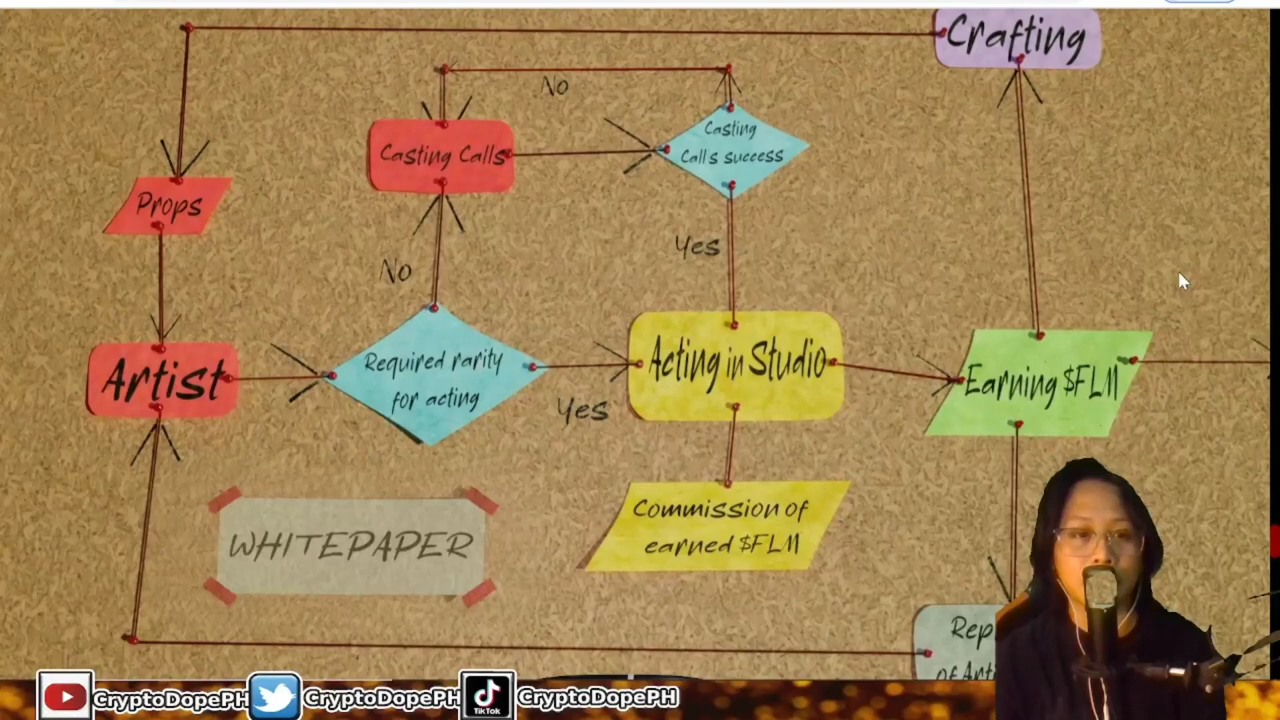 Crafting
No
Casting Calls
Casting
Calls success
Props
Yes
No
Artist
Required rarity
for acting
Yes
Acting in Studio
Earning $FLM
WHITEPAPER
Commission of
earned $FLM
CryptoDopePH
CryptoDopePH
TikTok
CryptoDopePH